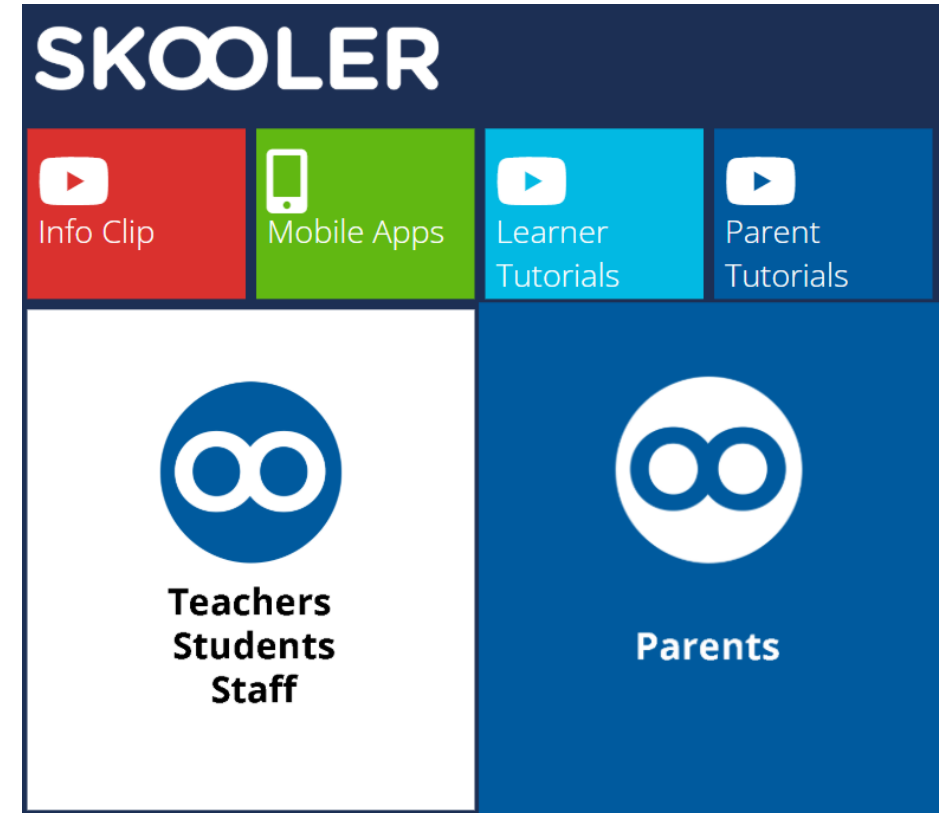 SKOOLER
Info Clip
Mobile Apps
Learner
Tutorials
Parent
Tutorials
Teachers
Students
Staff
Parents